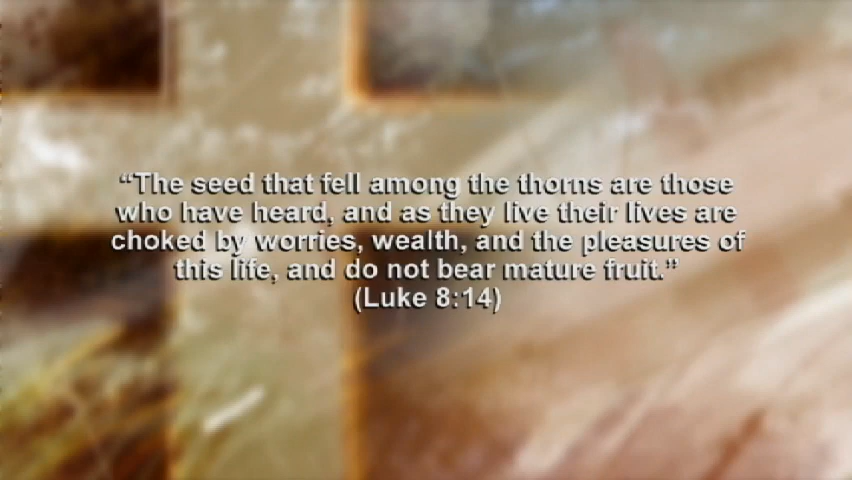 “The seed that fell among the thorns are those
who have heard, and as they live their lives are
choked by worries, wealth, and the pleasures of
this life, and do not bear mature fruit.”
(Luke 8:14)